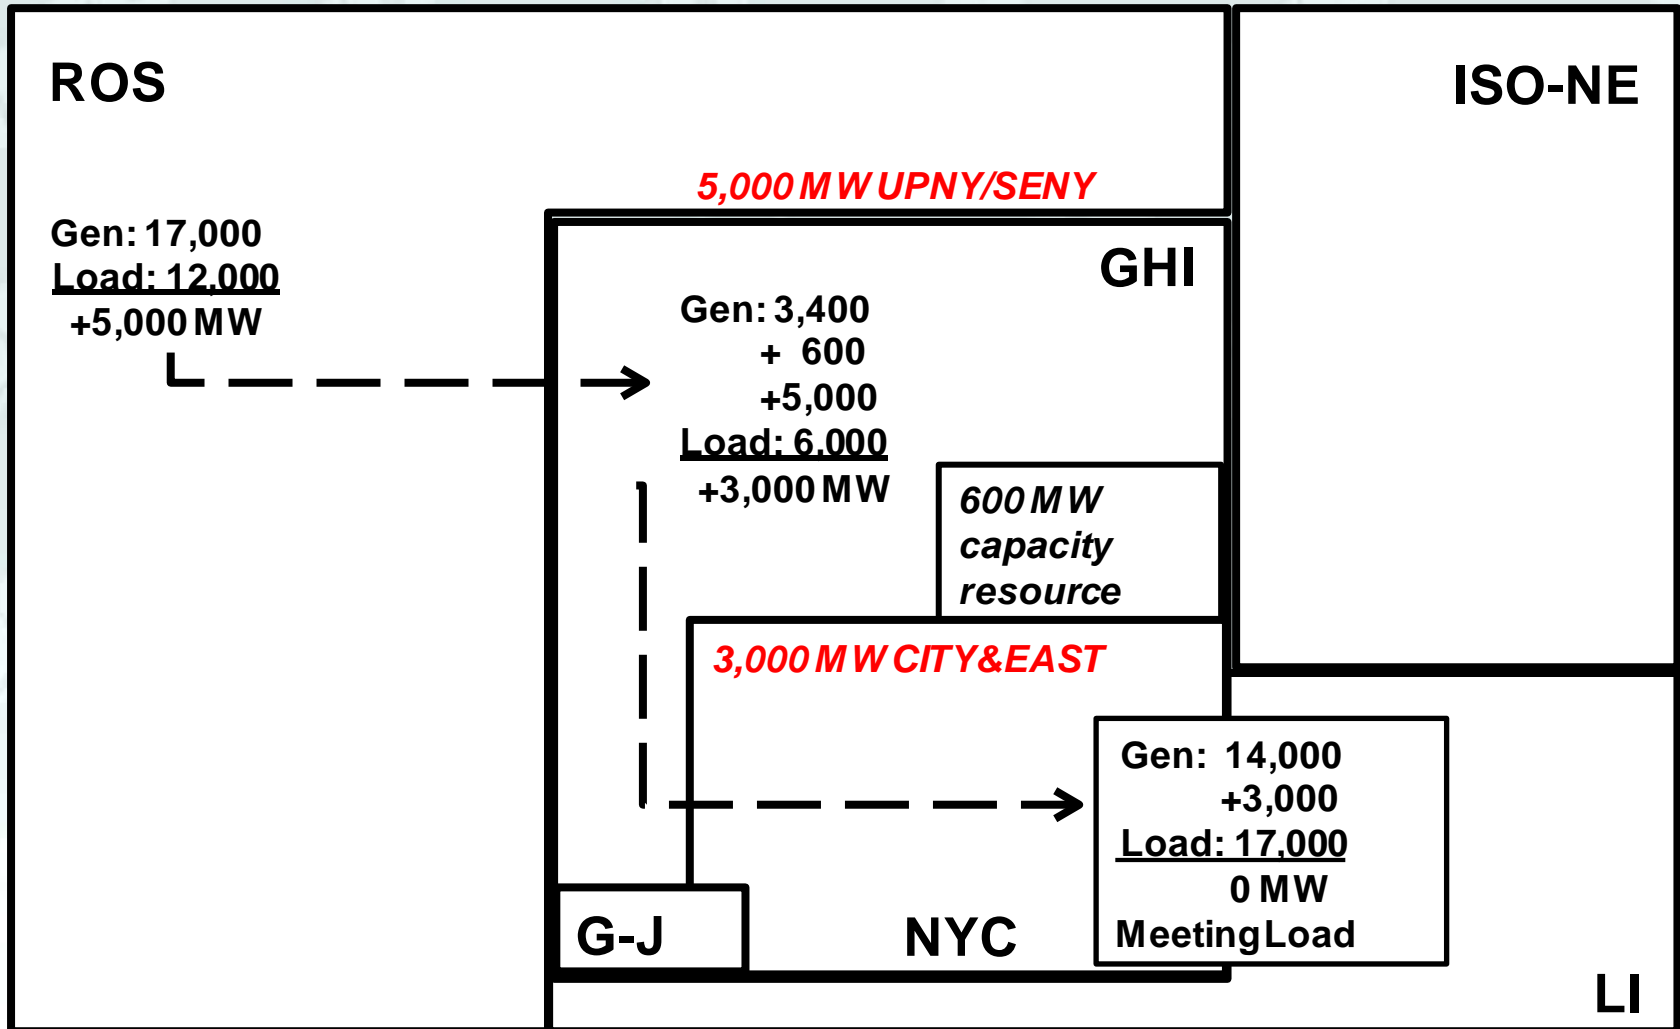 ROS
ISO-NE
5,000 MW UPNY/SENY
Gen: 17,000
Load: 12,000
+5,000 MW
GHI
Gen: 3,400
+ 600
+5,000
Load: 6,000
+3,000 MW
600 MW
capacity
resource
3,000 MW CITY&EAST
Gen: 14,000
+3,000
Load: 17,000
0 MW
Meeting Load
G-J
NYC
LI